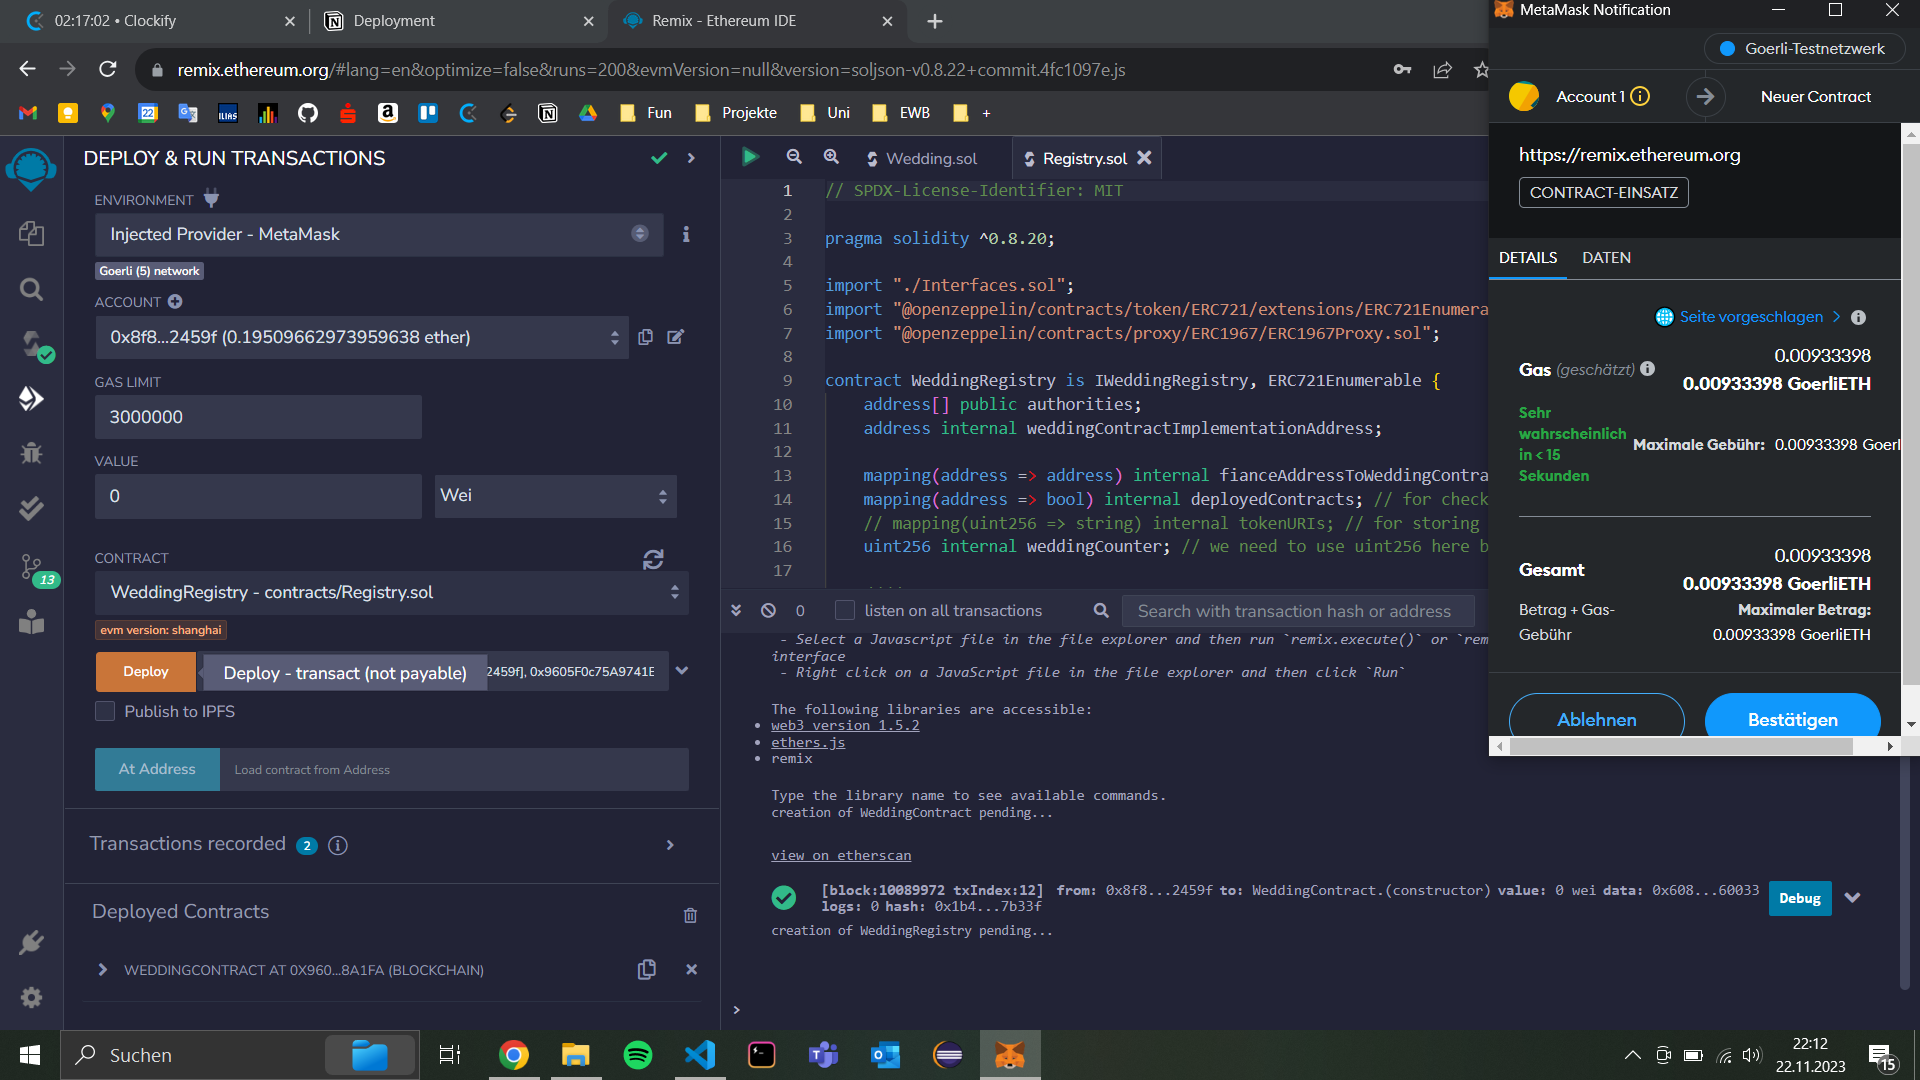 02:17:02 • Clockify
Deployment
Remix - Ethereum IDE
MetaMask Notification
remix.ethereum.org/#lang=en&optimize=false&runs=200&evmVersion=null&version=soljson-v0.8.22+commit.4fc1097e.js
Goerli-Testnetzwerk
22
ILIAS
Fun
Projekte
Uni
EWB
+
Account 1
Neuer Contract
https://remix.ethereum.org
CONTRACT-EINSATZ
DETAILS
DATEN
Seite vorgeschlagen >
Gas (geschätzt)
0.00933398
0.00933398 GoerliETH
Sehr
wahrscheinlich
in < 15
Sekunden
Maximale Gebühr: 0.00933398 Goerl
Gesamt
0.00933398
0.00933398 GoerliETH
Betrag + Gas-
Gebühr
Maximaler Betrag:
0.00933398 GoerliETH
Ablehnen
Bestätigen
DEPLOY & RUN TRANSACTIONS
ENVIRONMENT
Injected Provider - MetaMask
Goerli (5) network
ACCOUNT
0x8f8...2459f (0.19509662973959638 ether)
GAS LIMIT
3000000
VALUE
0
Wei
CONTRACT
WeddingRegistry - contracts/Registry.sol
evm version: shanghai
Deploy
Deploy - transact (not payable)
2459f], 0x9605F0c75A9741E
Publish to IPFS
At Address
Load contract from Address
Transactions recorded 2
Deployed Contracts
WEDDINGCONTRACT AT 0X960...8A1FA (BLOCKCHAIN)
13
Wedding.sol
Registry.sol
1 // SPDX-License-Identifier: MIT
2
3 pragma solidity ^0.8.20;
4
5 import "./Interfaces.sol";
6 import "@openzeppelin/contracts/token/ERC721/extensions/ERC721Enumera
7 import "@openzeppelin/contracts/proxy/ERC1967/ERC1967Proxy.sol";
8
9 contract WeddingRegistry is IWeddingRegistry, ERC721Enumerable {
10 address[] public authorities;
11 address internal weddingContractImplementationAddress;
12
13 mapping(address => address) internal fianceAddressToWeddingContra
14 mapping(address => bool) internal deployedContracts; // for check
15 // mapping(uint256 => string) internal tokenURIs; // for storing
16 uint256 internal weddingCounter; // we need to use uint256 here b
17
0
listen on all transactions
Search with transaction hash or address
- Select a Javascript file in the file explorer and then run `remix.execute()` or `rem
interface
- Right click on a JavaScript file in the file explorer and then click `Run`
The following libraries are accessible:
• web3 version 1.5.2
• ethers.js
• remix
Type the library name to see available commands.
creation of WeddingContract pending...
view on etherscan
[block:10089972 txIndex:12] from: 0x8f8...2459f to: WeddingContract.(constructor) value: 0 wei data: 0x608...60033
logs: 0 hash: 0x1b4...7b33f
Debug
creation of WeddingRegistry pending...
>
Suchen
22:12
22.11.2023
15